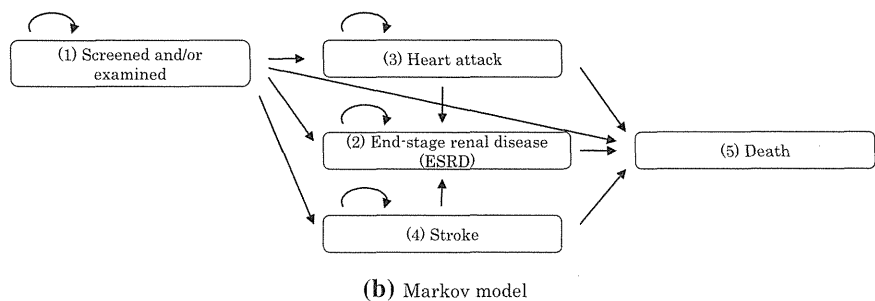 (1) Screened and/or
examined
(3) Heart attack
(2) End-stage renal disease
(ESRD)
(5) Death
(4) Stroke
(b) Markov model